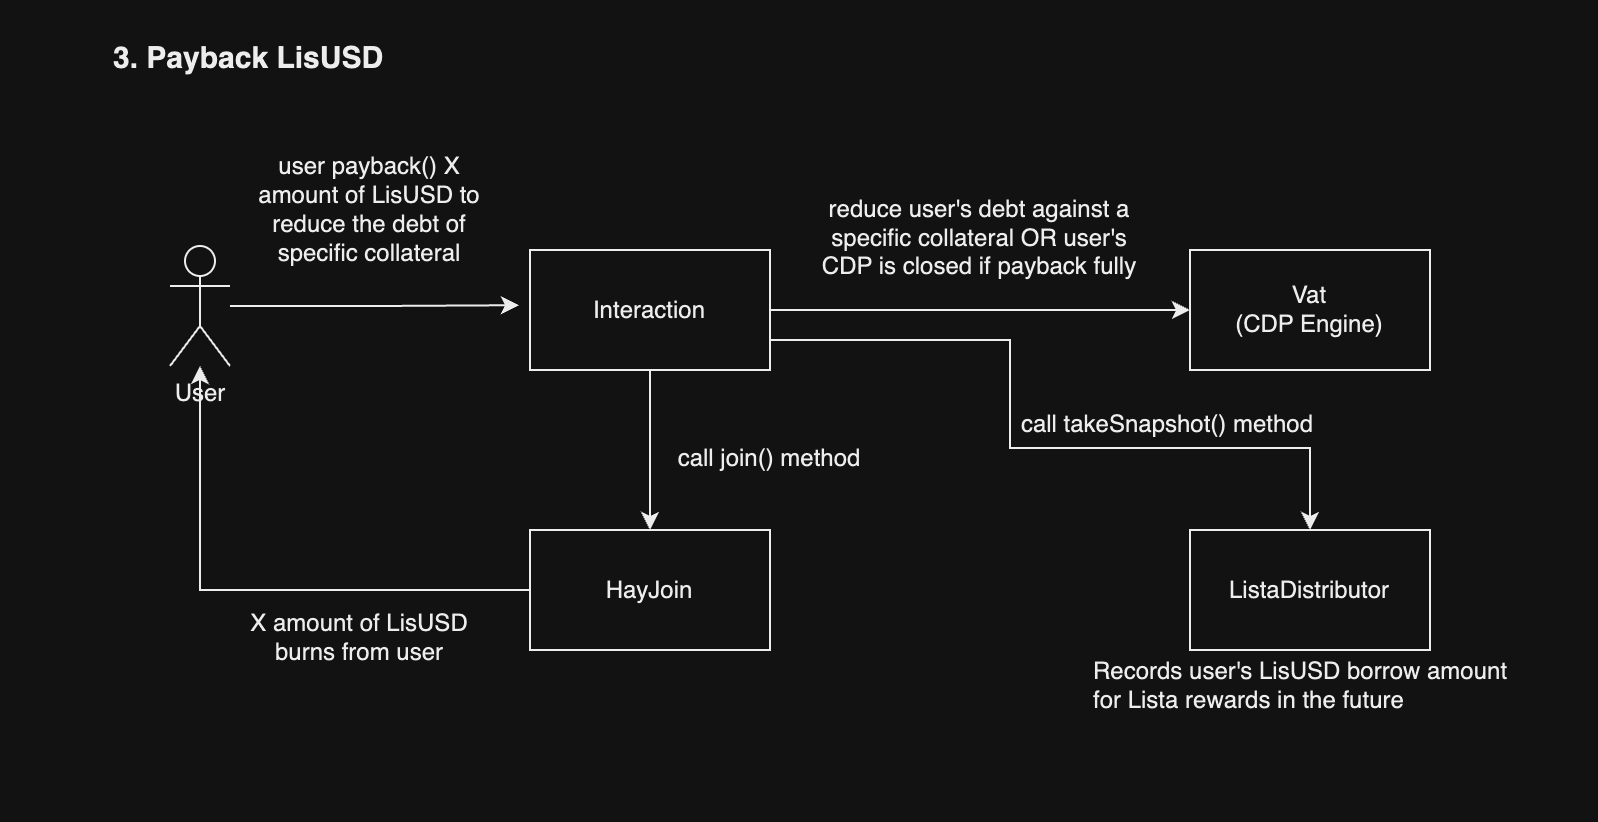 3. Payback LisUSD
user payback() X
amount of LisUSD to
reduce the debt of
specific collateral
reduce user's debt against a
specific collateral OR user's
CDP is closed if payback fully
Interaction
Vat
(CDP Engine)
User
call takeSnapshot() method
call join() method
HayJoin
ListaDistributor
X amount of LisUSD
burns from user
Records user's LisUSD borrow amount
for Lista rewards in the future